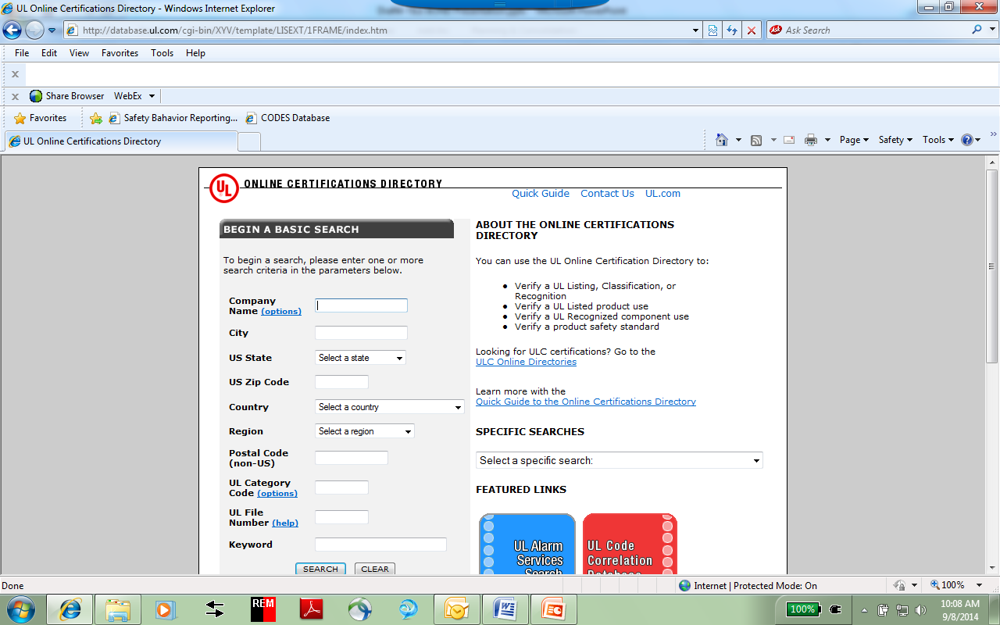 UL Online Certifications Directory - Windows Internet Explorer
http://database.ul.com/cgi-bin/XYV/template/LISEXT/1FRAME/index.htm
Ask Search
File Edit View Favorites Tools Help
x
x Share Browser WebEx
Favorites Safety Bahavior Reporting... CODES Database
UL Online Certifications Directory
Page Safety Tools
UL ONLINE CERTIFICATIONS DIRECTORY
Quick Guide Contact Us UL.com
BEGIN A BASIC SEARCH
To begin a search, please enter one or more
search criteria in the parameters below.
Company
Name (options)
City
US State Select a state
US Zip Code
Country Select a country
Region Select a region
Postal Code
(non-US)
UL Category
Code (options)
UL File
Number (help)
Keyword
SEARCH CLEAR
ABOUT THE ONLINE CERTIFICATIONS
DIRECTORY
You can use the UL Online Certification Directory to:
• Verify a UL Listing, Classification, or
Recognition
• Verify a UL Listed product use
• Verify a UL Recognized component use
• Verify a product safety standard
Looking for ULC certifications? Go to the
ULC Online Directories
Learn more with the
Quick Guide to the Online Certifications Directory
SPECIFIC SEARCHES
Select a specific search:
FEATURED LINKS
UL Alarm
Services
Search
UL Code
Correlation
Database
Done
Internet | Protected Mode: On
100%
REM
100%
10:08 AM
9/8/2014